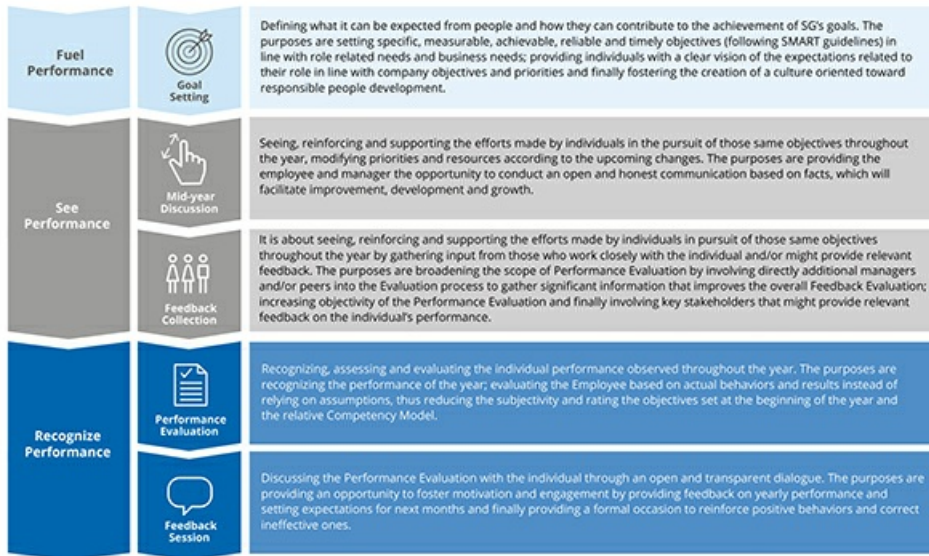 Fuel
Performance
Goal
Setting
Defining what it can be expected from people and how they can contribute to the achievement of SG's goals. The
purposes are setting specific, measurable, achievable, reliable and timely objectives (following SMART guidelines) in
line with role related needs and business needs; providing individuals with a clear vision of the expectations related to
their role in line with company objectives and priorities and finally fostering the creation of a culture oriented toward
responsible people development.
See
Performance
Mid-year
Discussion
Seeing, reinforcing and supporting the efforts made by individuals in the pursuit of those same objectives throughout
the year, modifying priorities and resources according to the upcoming changes. The purposes are providing the
employee and manager the opportunity to conduct an open and honest communication based on facts, which will
facilitate improvement, development and growth.
Feedback
Collection
It is about seeing, reinforcing and supporting the efforts made by individuals in pursuit of those same objectives
throughout the year by gathering input from those who work closely with the individual and/or might provide relevant
feedback. The purposes are broadening the scope of Performance Evaluation by involving directly additional managers
and/or peers into the Evaluation process to gather significant information that improves the overall Feedback Evaluation;
increasing objectivity of the Performance Evaluation and finally involving key stakeholders that might provide relevant
feedback on the individual's performance.
Recognize
Performance
Performance
Evaluation
Recognizing, assessing and evaluating the individual performance observed throughout the year. The purposes are
recognizing the performance of the year; evaluating the Employee based on actual behaviors and results instead of
relying on assumptions, thus reducing the subjectivity and rating the objectives set at the beginning of the year and
the relative Competency Model.
Feedback
Session
Discussing the Performance Evaluation with the individual through an open and transparent dialogue. The purposes are
providing an opportunity to foster motivation and engagement by providing feedback on yearly performance and
setting expectations for next months and finally providing a formal occasion to reinforce positive behaviors and correct
ineffective ones.